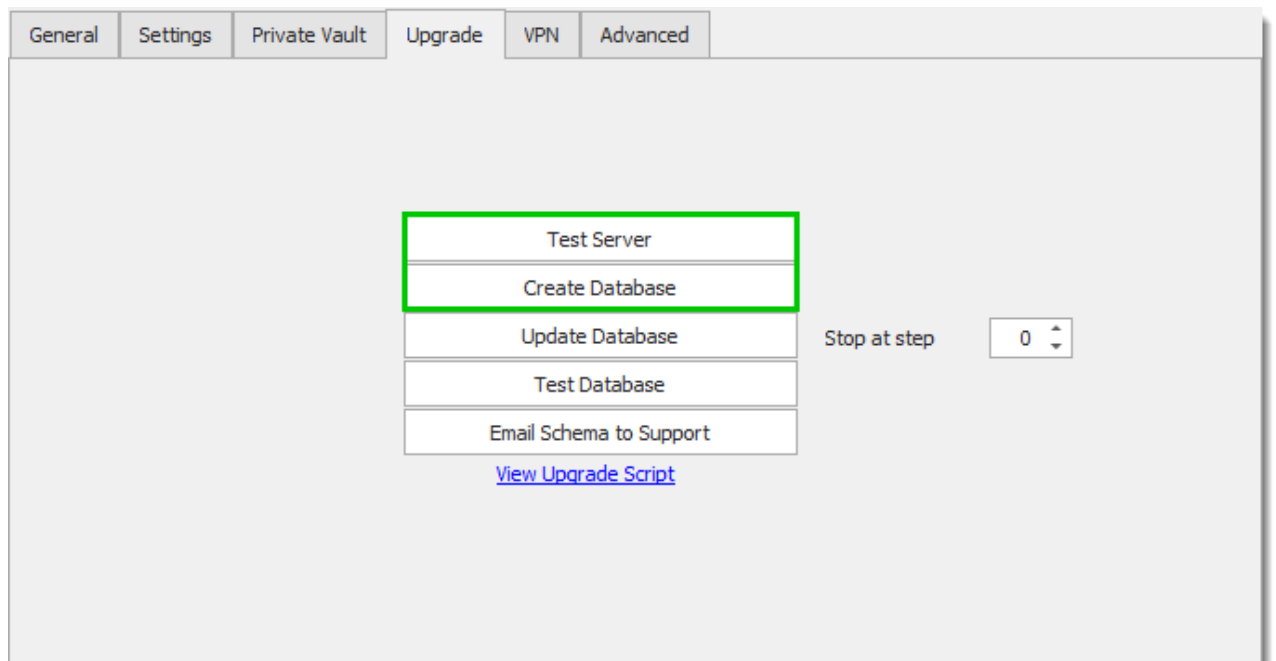 General Settings Private Vault Upgrade VPN Advanced
Test Server
Create Database
Update Database Stop at step 0
Test Database
Email Schema to Support
View Upgrade Script